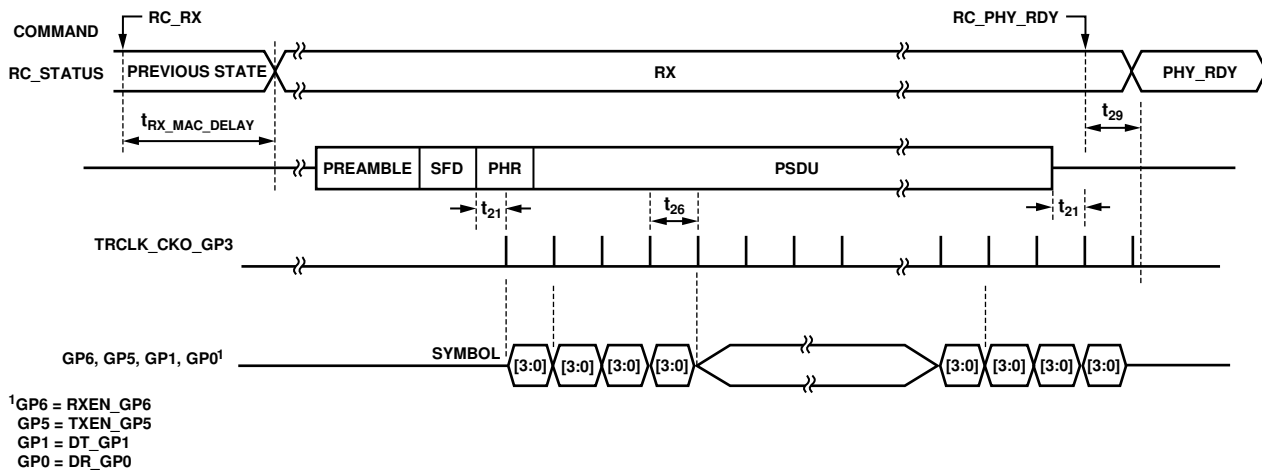 COMMAND
RC_RX
RC_PHY_RDY
RC_STATUS
PREVIOUS STATE
RX
PHY_RDY
tRX_MAC_DELAY
t29
PREAMBLE
SFD
PHR
PSDU
t21
t26
t21
TRCLK_CKO_GP3
GP6, GP5, GP1, GP0¹
SYMBOL
[3:0]
[3:0]
[3:0]
[3:0]
[3:0]
[3:0]
[3:0]
[3:0]
¹GP6 = RXEN_GP6
GP5 = TXEN_GP5
GP1 = DT_GP1
GP0 = DR_GP0